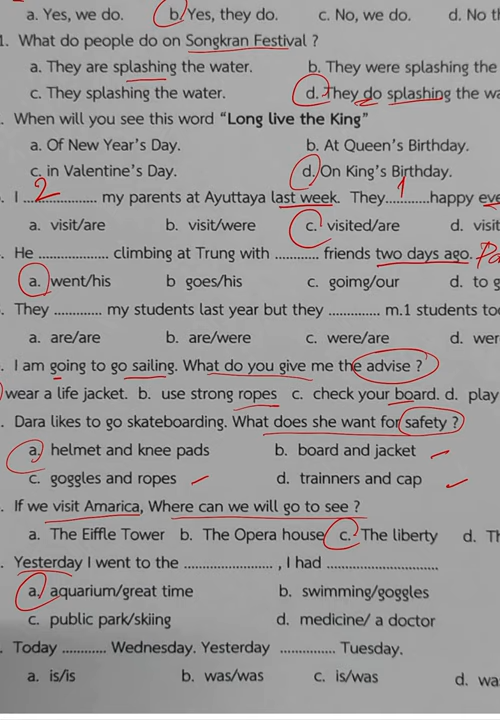 a. Yes, we do. b. Yes, they do. c. No, we do. d. No
1. What do people do on Songkran Festival ?
a. They are splashing the water. b. They were splashing the
c. They splashing the water. d. They do splashing the
. When will you see this word “Long live the King”
a. Of New Year's Day. b. At Queen's Birthday.
c. in Valentine's Day. d. On King's Birthday.
. I ...2............... my parents at Ayuttaya last week. They....1.......happy
a. visit/are b. visit/were c. visited/are d. visit
. He .................. climbing at Trung with ........... friends two days ago.
a. went/his b goes/his c. goimg/our d. to
. They ............ my students last year but they ............. m.1 students
a. are/are b. are/were c. were/are d.
. I am going to go sailing. What do you give me the advise ?
wear a life jacket. b. use strong ropes c. check your board. d. play
. Dara likes to go skateboarding. What does she want for safety ?
a. helmet and knee pads b. board and jacket
c. goggles and ropes d. trainners and cap
. If we visit Amarica, Where can we will go to see ?
a. The Eiffle Tower b. The Opera house c. The liberty d.
. Yesterday I went to the ...................... , I had ...........................
a. aquarium/great time b. swimming/goggles
c. public park/skiing d. medicine/ a doctor
. Today ........... Wednesday. Yesterday .............. Tuesday.
a. is/is b. was/was c. is/was d.